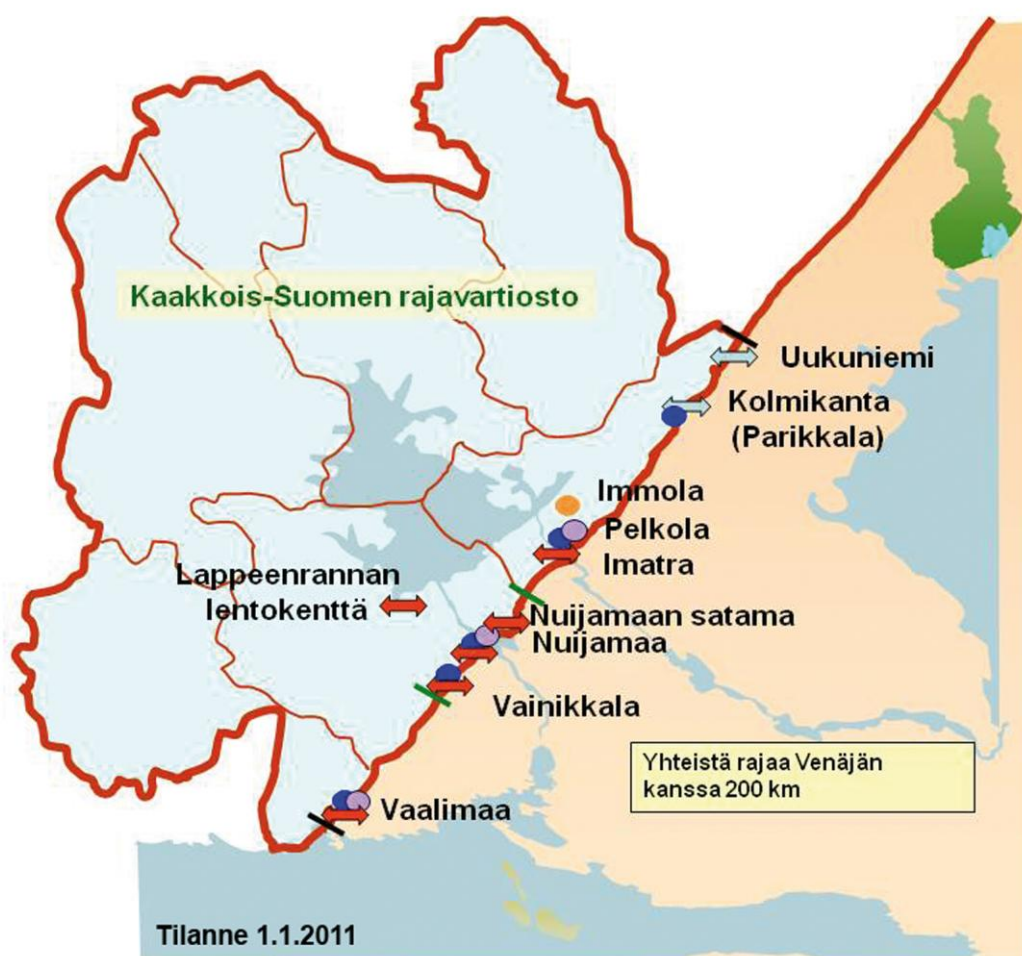 Kaakkois-Suomen rajavartiosto
Uukuniemi
Kolmikanta
(Parikkala)
Immola
Pelkola
Imatra
Lappeenrannan
lentokenttä
Nuijamaan satama
Nuijamaa
Vainikkala
Yhteistä rajaa Venäjän
kanssa 200 km
Vaalimaa
Tilanne 1.1.2011